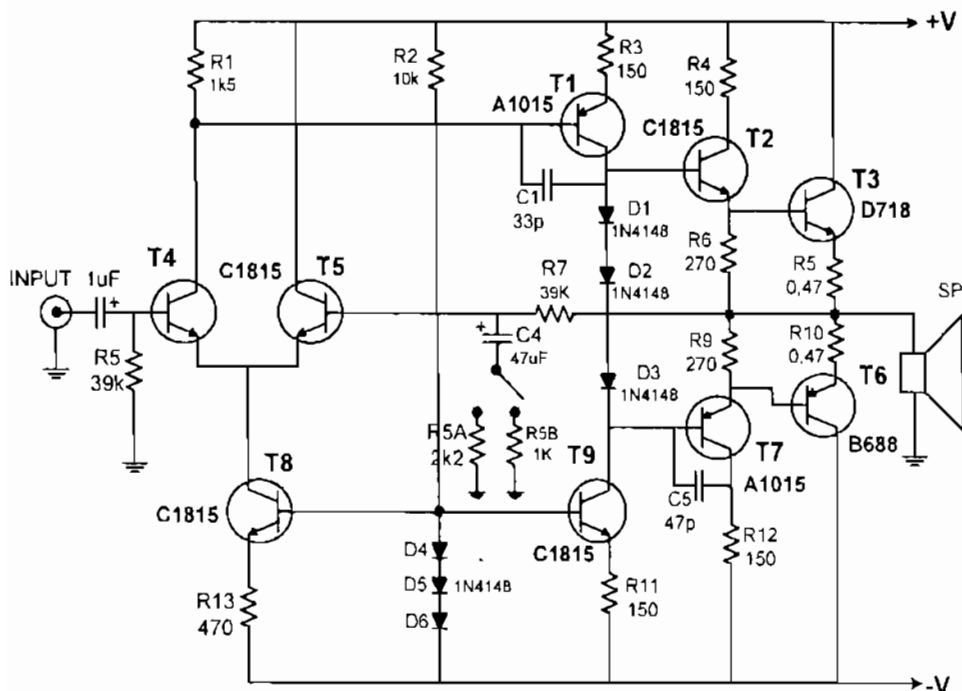 +V
R1
1k5
R2
10k
R3
150
R4
150
T1
A1015
C1815
T2
T3
D718
C1
33p
D1
1N4148
R6
270
R5
0,47
INPUT
1uF
+
T4
C1815
T5
R7
39K
D2
1N4148
SP
R5
39k
+
C4
47uF
R9
270
R10
0,47
T6
D3
1N4148
R5A
2k2
R5B
1K
T9
T7
B688
T8
C1815
C5
47p
A1015
C1815
R12
150
D4
D5
1N4148
D6
R11
150
R13
470
-V